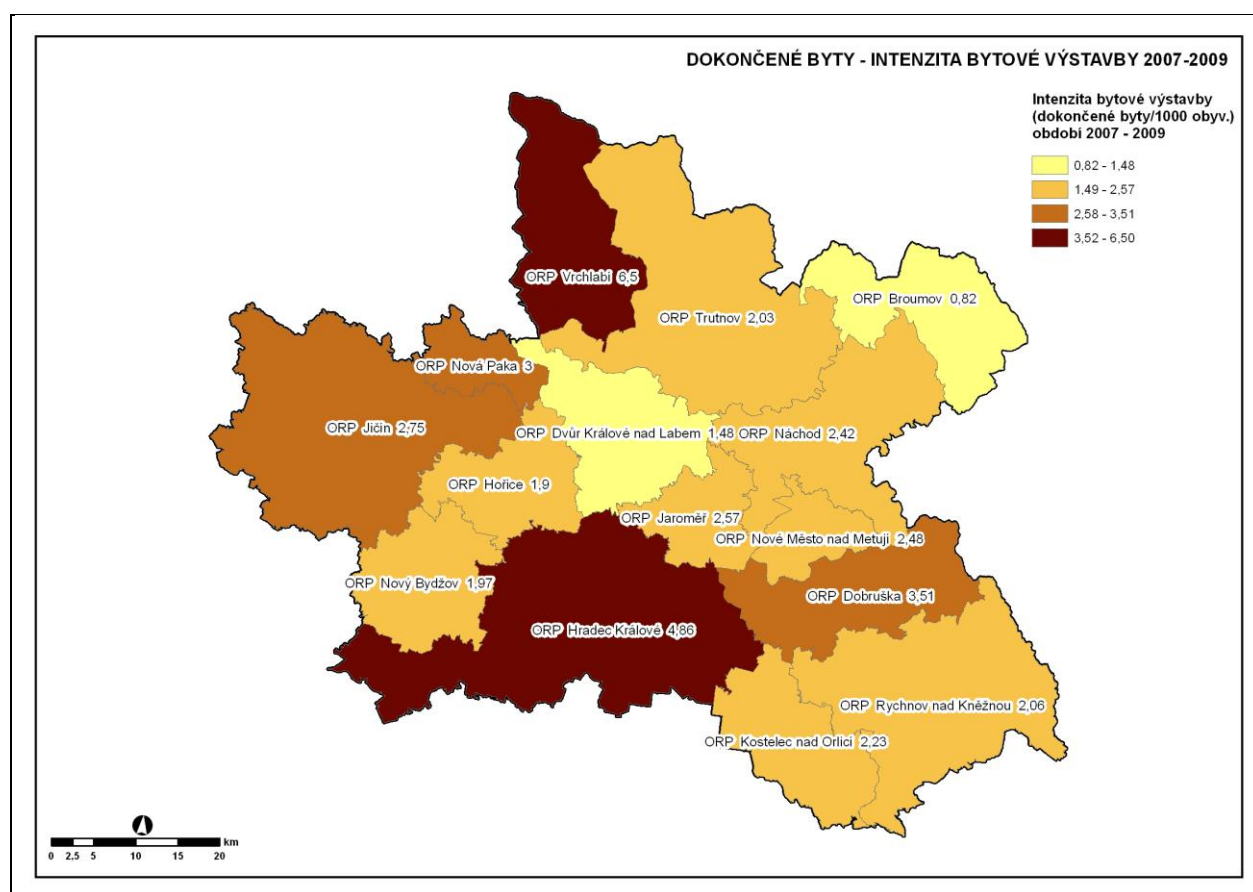 DOKONČENÉ BYTY - INTENZITA BYTOVÉ VÝSTAVBY 2007-2009
Intenzita bytové výstavby
(dokončené byty/1000 obyv.)
období 2007 - 2009
0,82 - 1,48
1,49 - 2,57
2,58 - 3,51
3,52 - 6,50
ORP Vrchlabí 6,5
ORP Broumov 0,82
ORP Trutnov 2,03
ORP Nová Paka 3
ORP Jičín 2,75
ORP Dvůr Králové nad Labem 1,48
ORP Náchod 2,42
ORP Hořice 1,9
ORP Jaroměř 2,57
ORP Nové Město nad Metují 2,48
ORP Nový Bydžov 1,97
ORP Dobruška 3,51
ORP Hradec Králové 4,86
ORP Rychnov nad Kněžnou 2,06
ORP Kostelec nad Orlicí 2,23
km
0 2,5 5 10 15 20